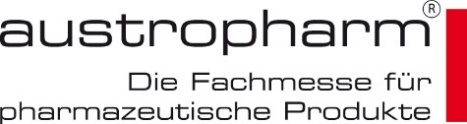 austropharm®
Die Fachmesse für
pharmazeutische Produkte